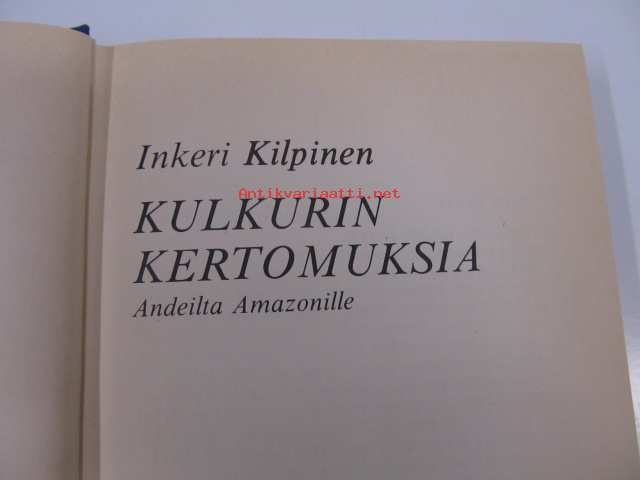 Inkeri Kilpinen
Antikvariaatti.net
KULKURIN
KERTOMUKSIA
Andeilta Amazonille